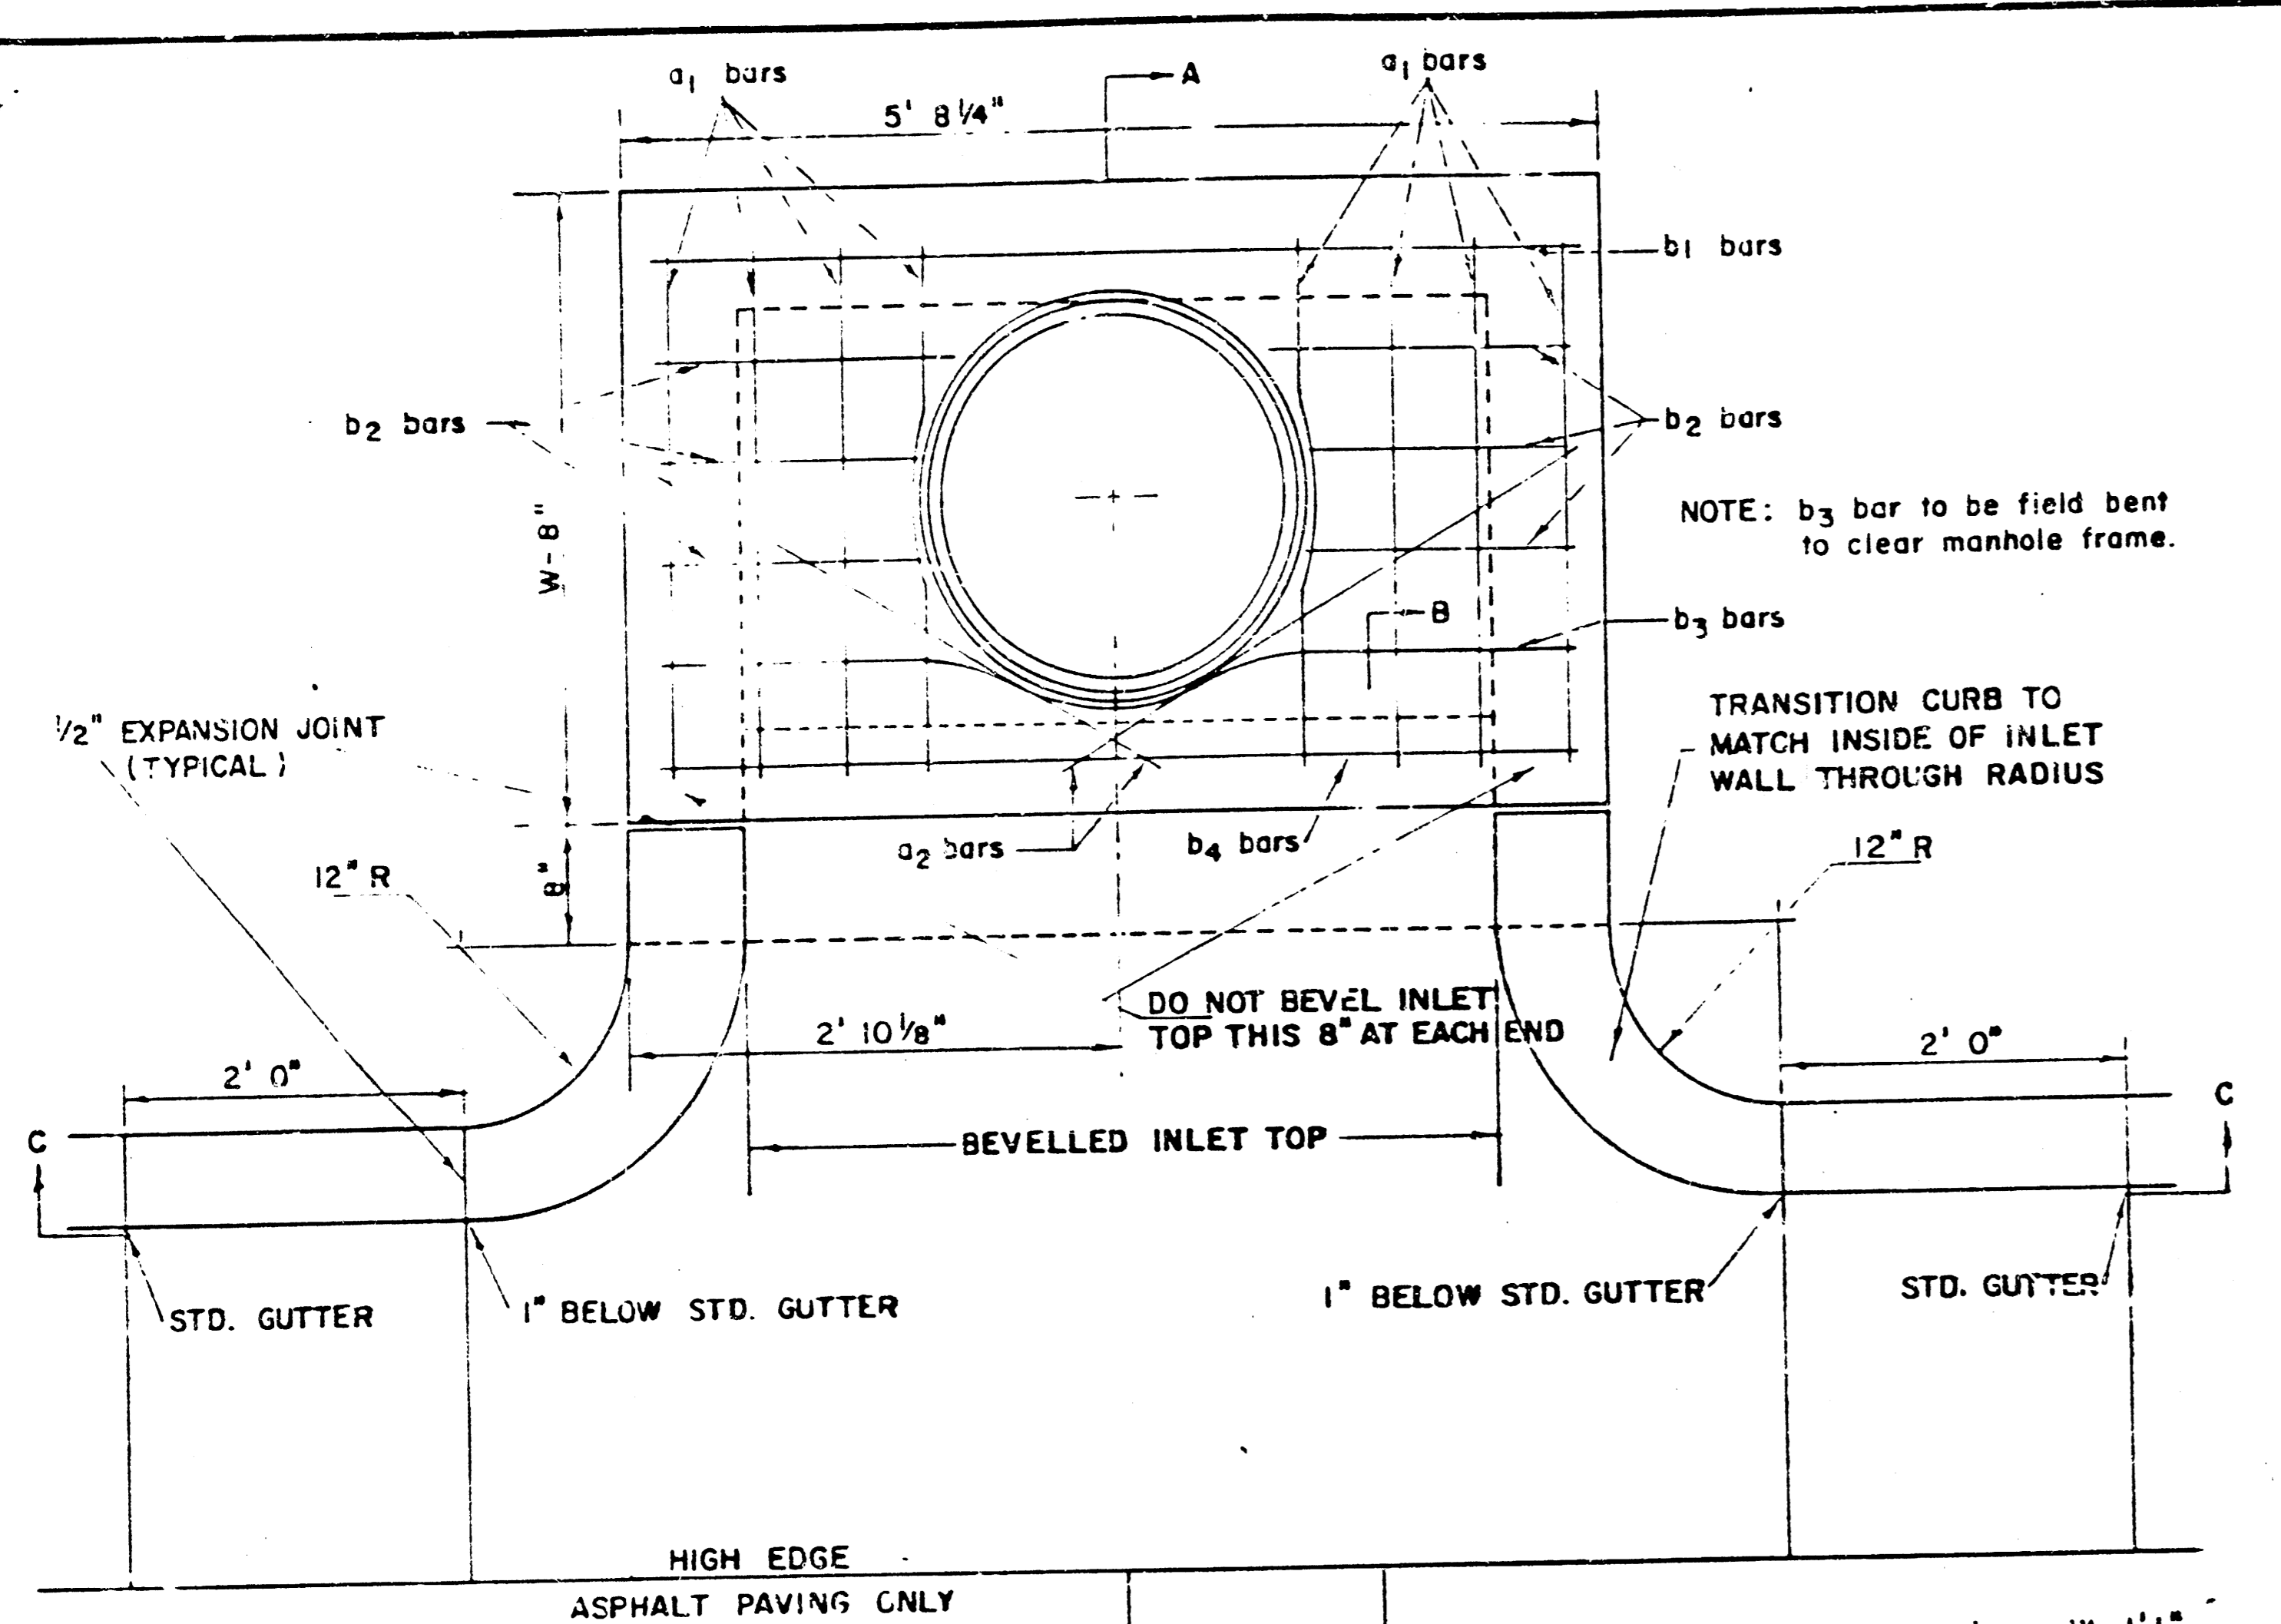 a1 bars
A
a1 bars
5' 8 1/4"
b1 bars
b2 bars
b2 bars
W-8"
NOTE: b3 bar to be field bent
to clear manhole frame.
B
b3 bars
1/2" EXPANSION JOINT
(TYPICAL)
TRANSITION CURB TO
MATCH INSIDE OF INLET
WALL THROUGH RADIUS
a2 bars
b4 bars
12" R
8"
12" R
DO NOT BEVEL INLET
TOP THIS 8" AT EACH END
2' 10 1/8"
2' 0"
2' 0"
C
BEVELLED INLET TOP
C
STD. GUTTER
1" BELOW STD. GUTTER
1" BELOW STD. GUTTER
STD. GUTTER
HIGH EDGE
ASPHALT PAVING ONLY